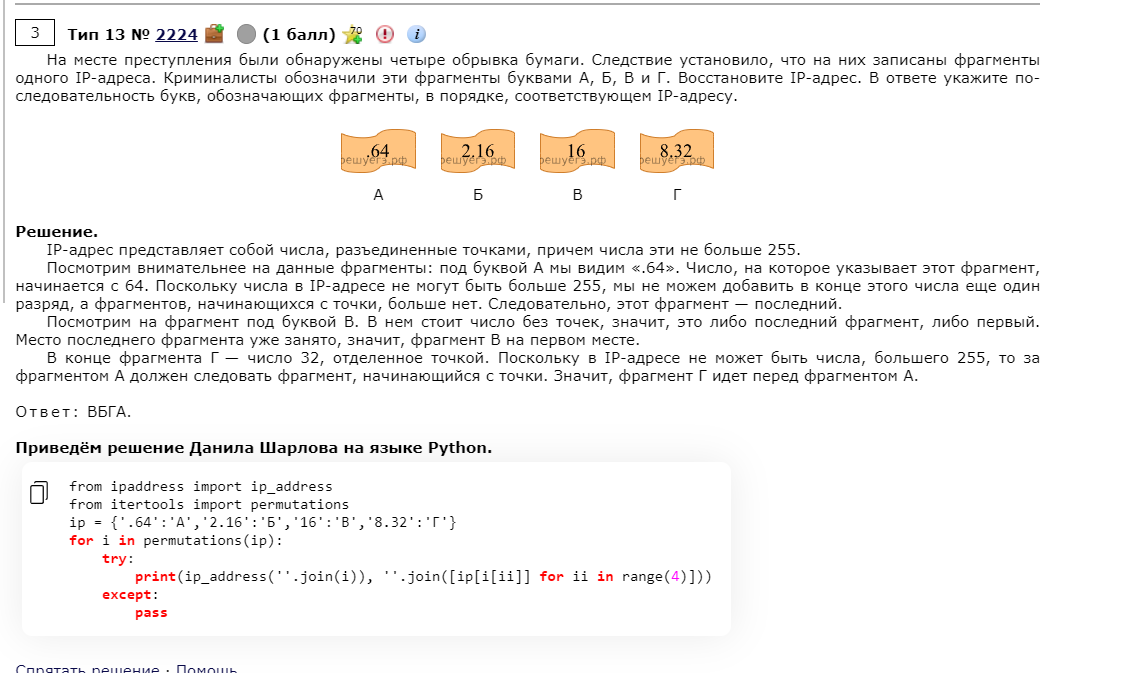 3 Тип 13 № 2224 (1 балл) 70 ! i
На месте преступления были обнаружены четыре обрывка бумаги. Следствие установило, что на них записаны фрагменты
одного IP-адреса. Криминалисты обозначили эти фрагменты буквами А, Б, В и Г. Восстановите IP-адрес. В ответе укажите по-
следовательность букв, обозначающих фрагменты, в порядке, соответствующем IP-адресу.
.64 2.16 16 8.32
решуегэ.рф решуегэ.рф решуегэ.рф решуегэ.рф
А Б В Г
Решение.
IP-адрес представляет собой числа, разъединенные точками, причем числа эти не больше 255.
Посмотрим внимательнее на данные фрагменты: под буквой А мы видим «.64». Число, на которое указывает этот фрагмент,
начинается с 64. Поскольку числа в IP-адресе не могут быть больше 255, мы не можем добавить в конце этого числа еще один
разряд, а фрагментов, начинающихся с точки, больше нет. Следовательно, этот фрагмент — последний.
Посмотрим на фрагмент под буквой В. В нем стоит число без точек, значит, это либо последний фрагмент, либо первый.
Место последнего фрагмента уже занято, значит, фрагмент В на первом месте.
В конце фрагмента Г — число 32, отделенное точкой. Поскольку в IP-адресе не может быть числа, большего 255, то за
фрагментом А должен следовать фрагмент, начинающийся с точки. Значит, фрагмент Г идет перед фрагментом А.
Ответ: ВБГА.
Приведём решение Данила Шарлова на языке Python.
from ipaddress import ip_address
from itertools import permutations
ip = {'.64':'А','2.16':'Б','16':'В','8.32':'Г'}
for i in permutations(ip):
try:
print(ip_address(''.join(i)), ''.join([ip[i[ii]] for ii in range(4)]))
except:
pass
Спрятать решение · Помощь